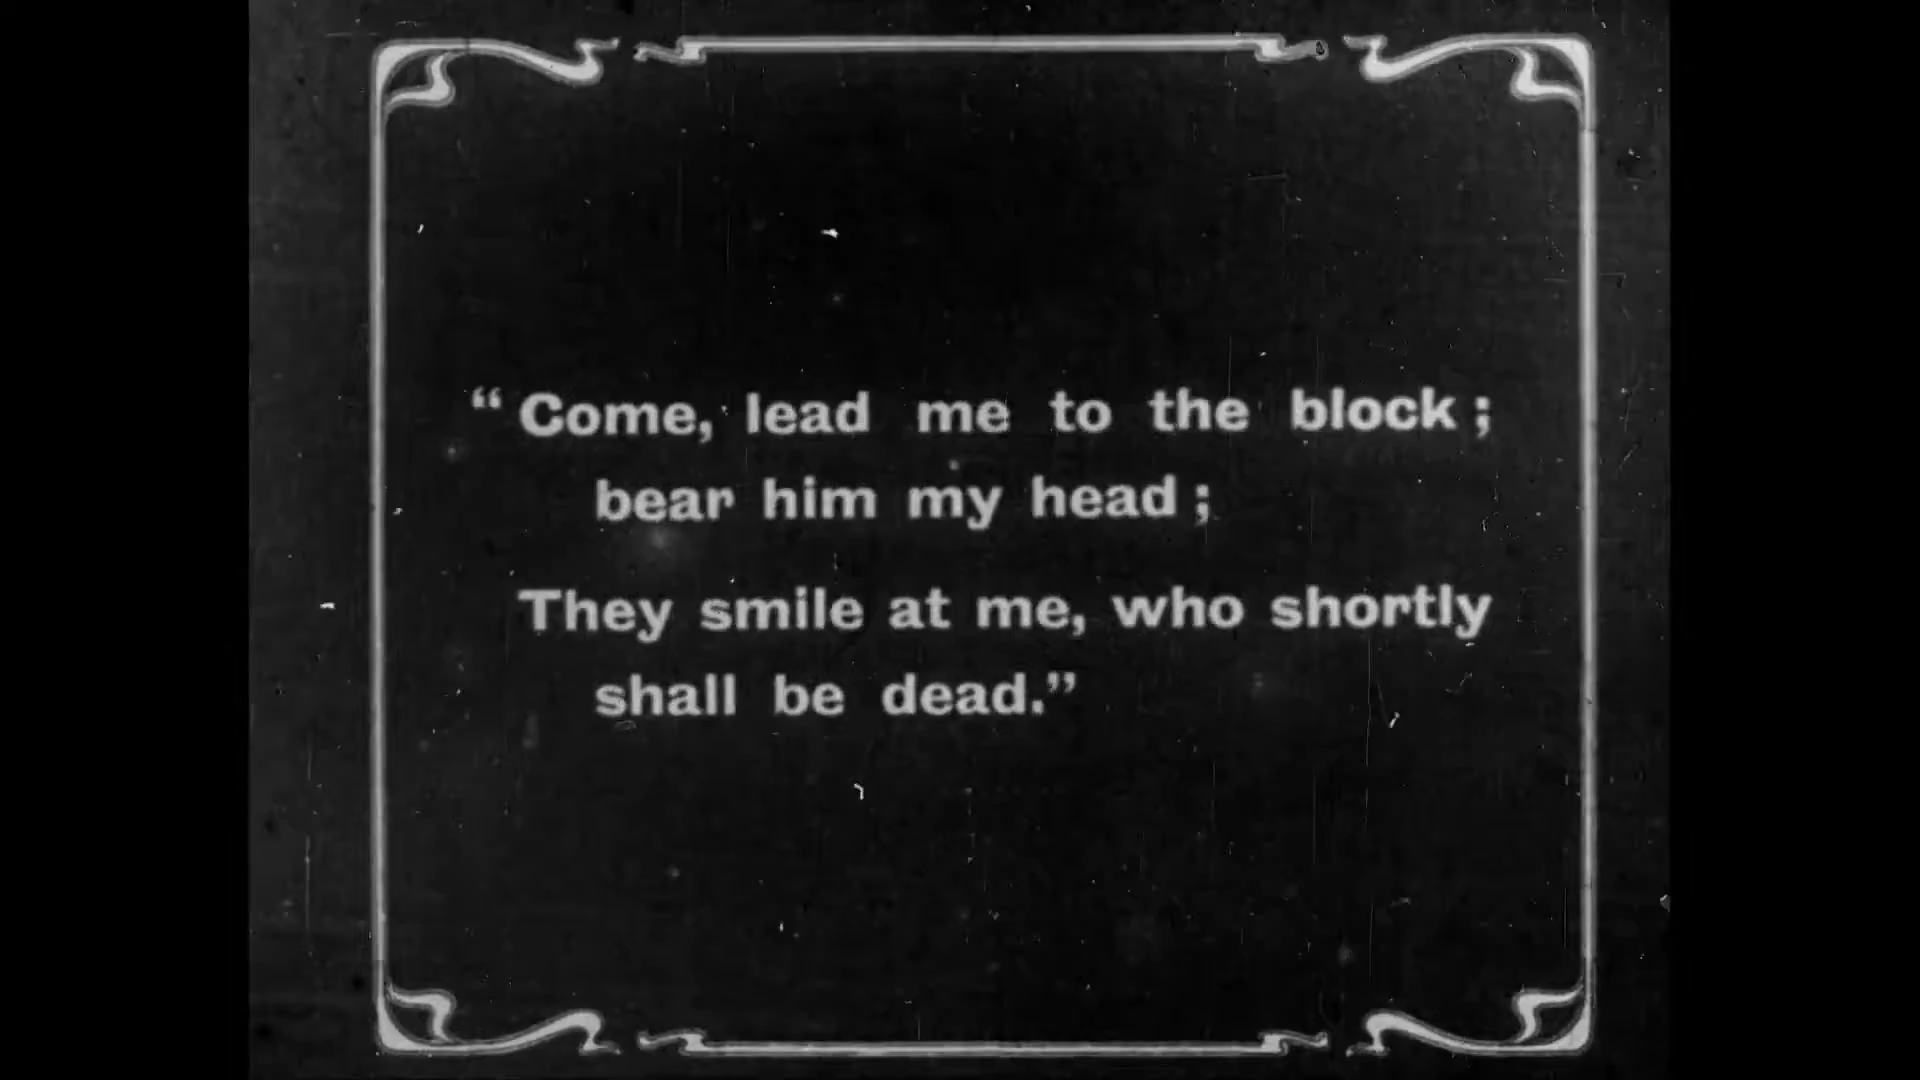 “ Come, lead me to the block ;
bear him my head ;
They smile at me, who shortly
shall be dead.”